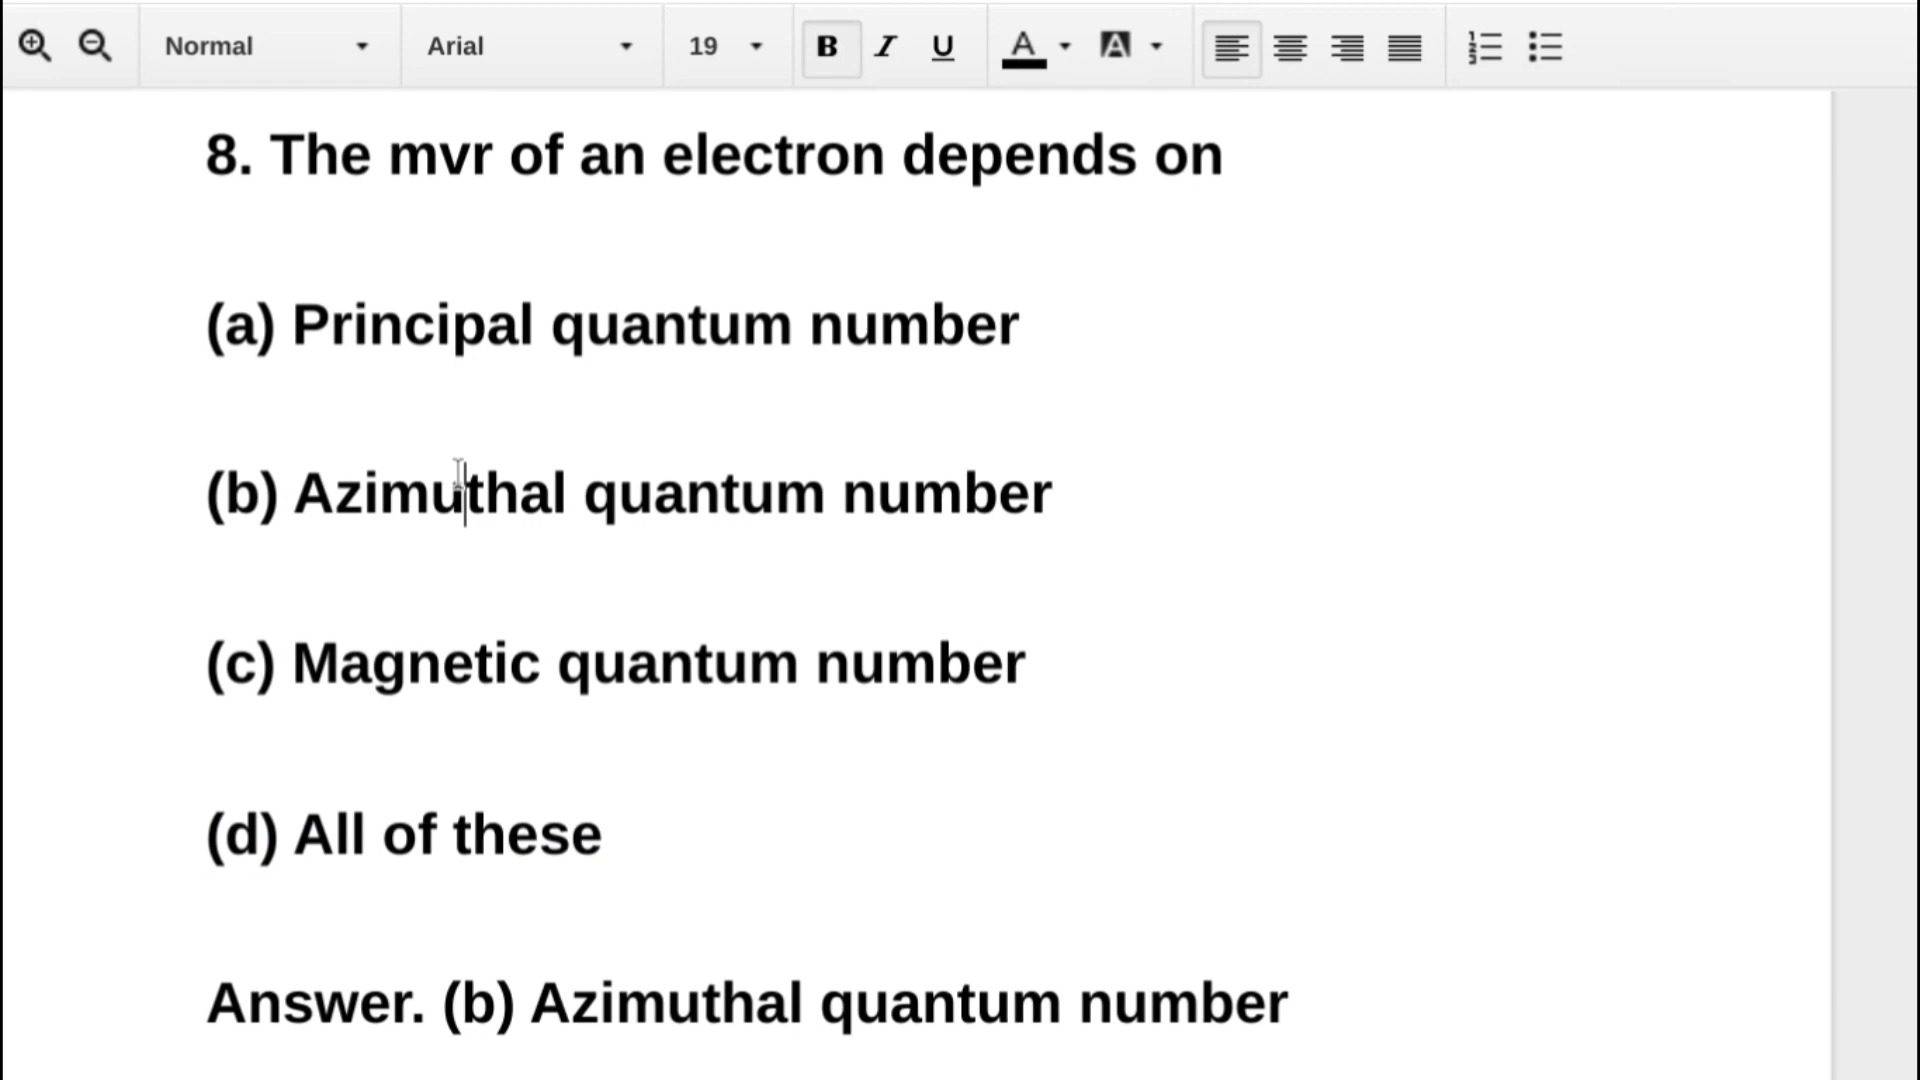 Normal Arial 19 B I U A A
8. The mvr of an electron depends on
(a) Principal quantum number
(b) Azimuthal quantum number
(c) Magnetic quantum number
(d) All of these
Answer. (b) Azimuthal quantum number